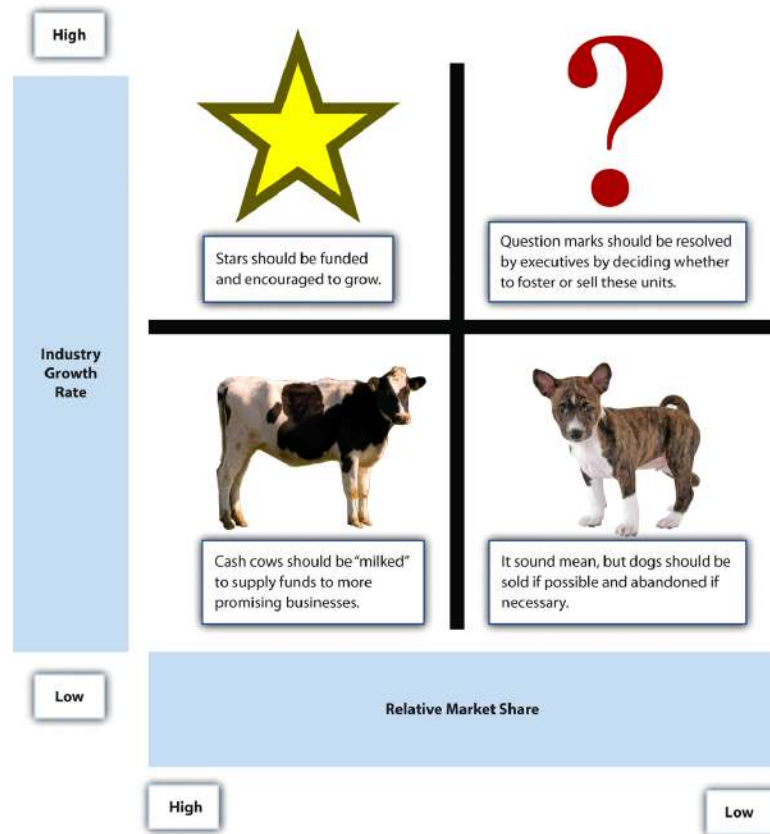 High
Stars should be funded
and encouraged to grow.
Question marks should be resolved
by executives by deciding whether
to foster or sell these units.
Industry
Growth
Rate
Cash cows should be “milked”
to supply funds to more
promising businesses.
It sound mean, but dogs should be
sold if possible and abandoned if
necessary.
Low
Relative Market Share
High
Low